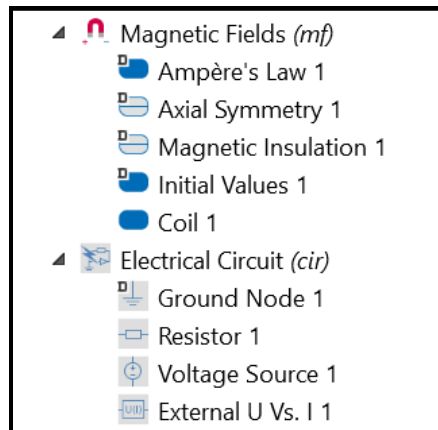 Magnetic Fields (mf)
D Ampère's Law 1
D Axial Symmetry 1
D Magnetic Insulation 1
D Initial Values 1
Coil 1
Electrical Circuit (cir)
D Ground Node 1
Resistor 1
Voltage Source 1
U(I) External U Vs. I 1